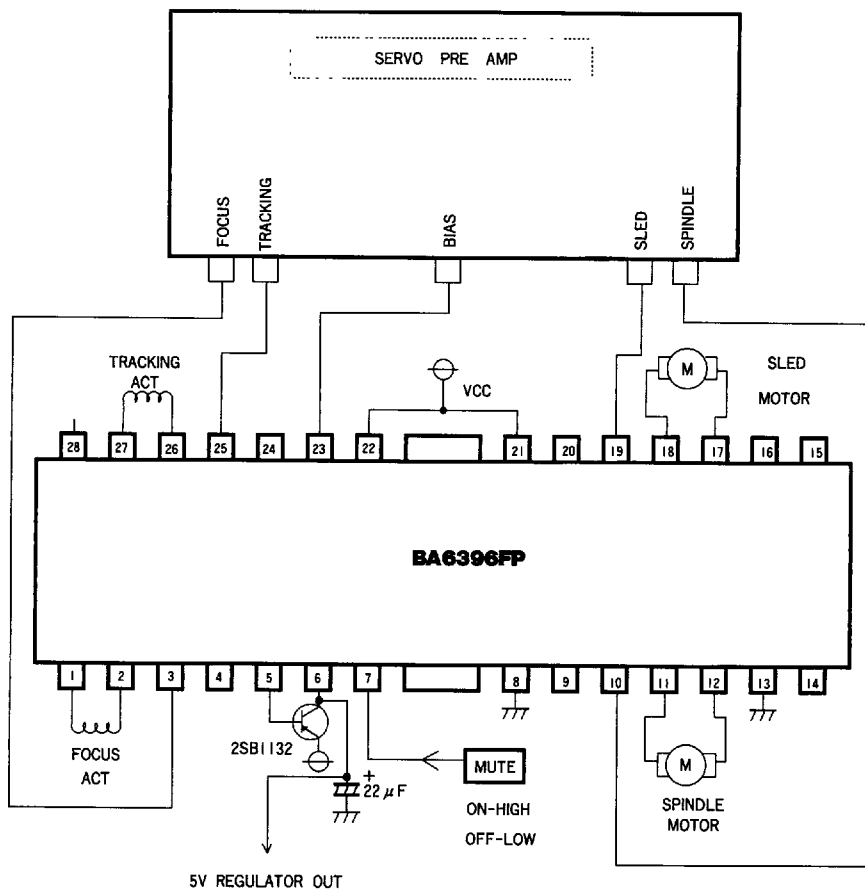 SERVO PRE AMP
FOCUS
TRACKING
BIAS
SLED
SPINDLE
TRACKING
ACT
VCC
M
SLED
MOTOR
28 27 26 25 24 23 22 21 20 19 18 17 16 15
BA6396FP
1 2 3 4 5 6 7 8 9 10 11 12 13 14
FOCUS
ACT
2SB1132
+
22μF
MUTE
ON-HIGH
OFF-LOW
M
SPINDLE
MOTOR
5V REGULATOR OUT